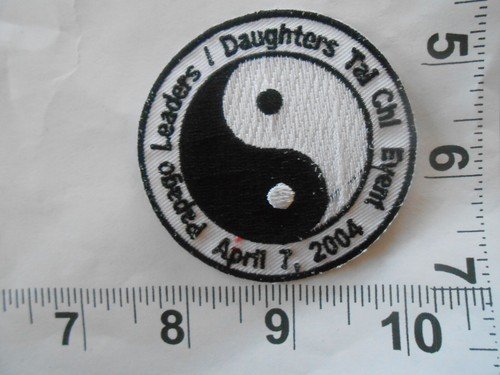 Papago Leaders / Daughters Tai Chi Event
April 7, 2004
5
6
7
7 8 9 10